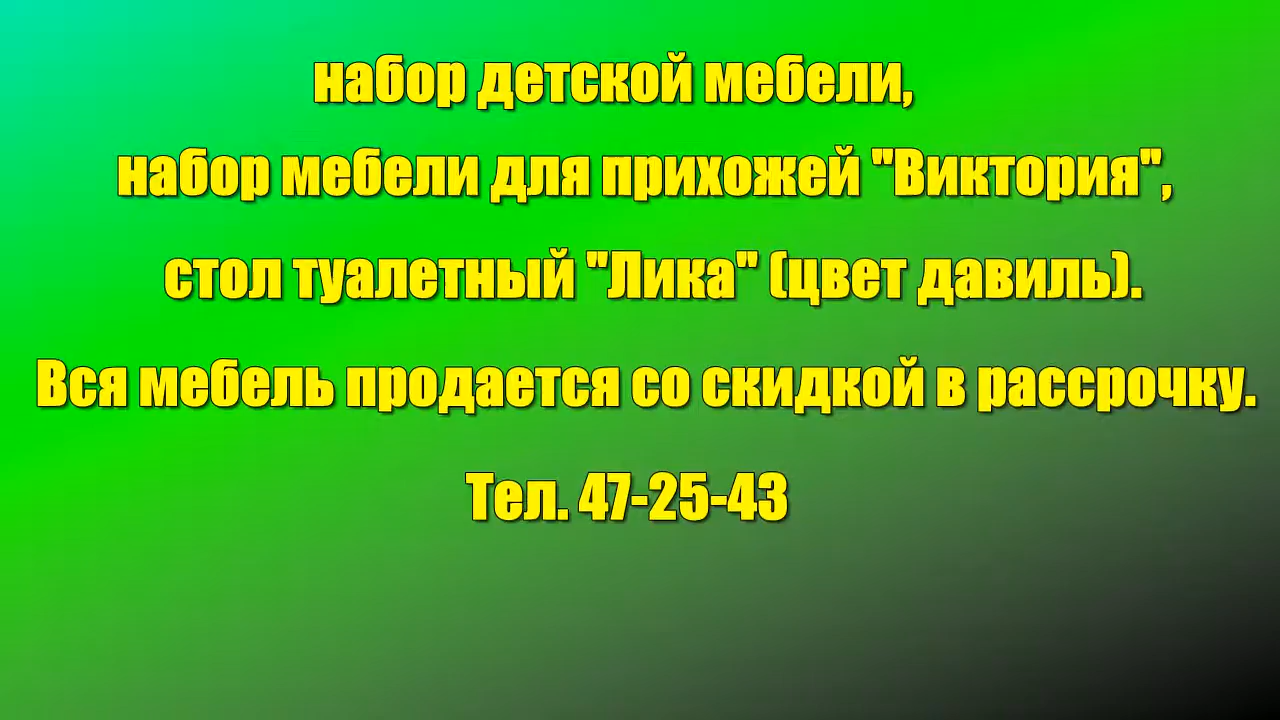 набор детской мебели,
набор мебели для прихожей "Виктория",
стол туалетный "Лика" (цвет давиль).
Вся мебель продается со скидкой в рассрочку.
Тел. 47-25-43